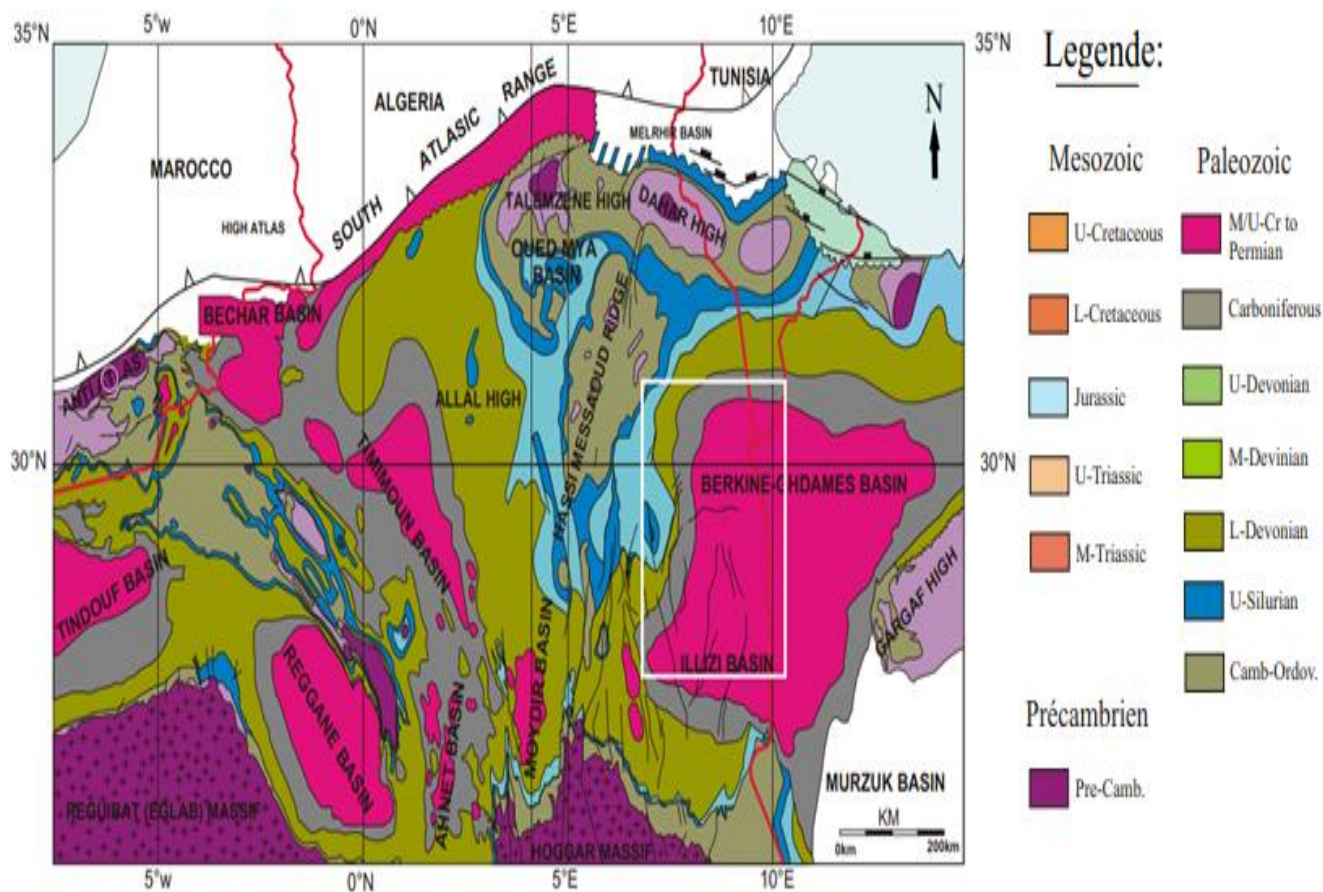 5°w
0°N
5°E
10°E
35°N
35°N
TUNISIA
ALGERIA
SOUTH ATLASIC RANGE
MELRHIR BASIN
N
MAROCCO
HIGH ATLAS
TALEMZENE HIGH
DAHAR HIGH
OUED MYA
BASIN
BECHAR BASIN
ANTI ATLAS
ALLAL HIGH
HASSI MESSAOUD RIDGE
30°N
30°N
TIMIMOUN BASIN
BERKINE-GHDAMES BASIN
TINDOUF BASIN
GARGAF HIGH
ILLIZI BASIN
REGGANE BASIN
AHNET BASIN
MOYDIR BASIN
REGUIBAT (EGLAB) MASSIF
HOGGAR MASSIF
MURZUK BASIN
KM
0km
200km
5°w
0°N
5°E
10°E
Legende:
Mesozoic
U-Cretaceous
L-Cretaceous
Jurassic
U-Triassic
M-Triassic
Précambrien
Pre-Camb.
Paleozoic
M/U-Cr to
Permian
Carboniferous
U-Devonian
M-Devinian
L-Devonian
U-Silurian
Camb-Ordov.